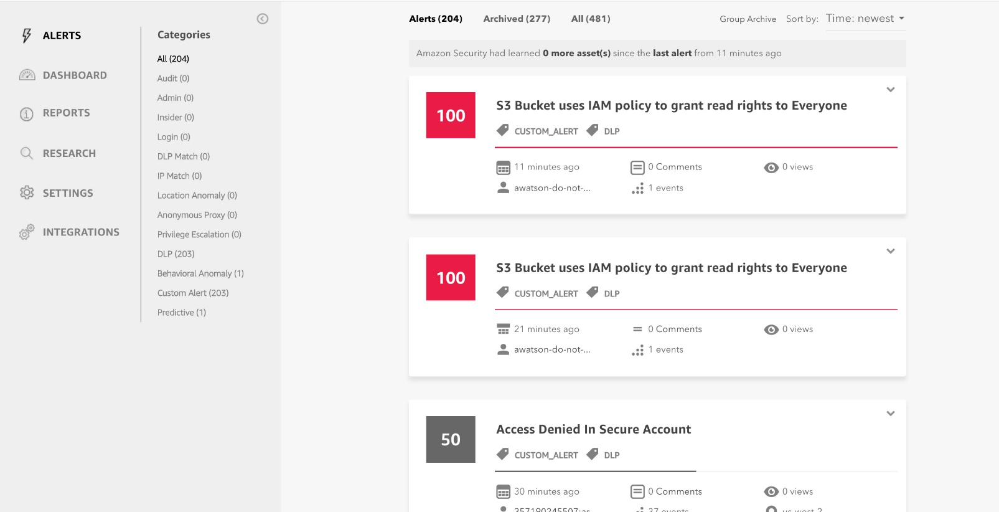 ALERTS
DASHBOARD
REPORTS
RESEARCH
SETTINGS
INTEGRATIONS
Categories
All (204)
Audit (0)
Admin (0)
Insider (0)
Login (0)
DLP Match (0)
IP Match (0)
Location Anomaly (0)
Anonymous Proxy (0)
Privilege Escalation (0)
DLP (203)
Behavioral Anomaly (1)
Custom Alert (203)
Predictive (1)
Alerts (204) Archived (277) All (481) Group Archive Sort by: Time: newest
Amazon Security had learned 0 more asset(s) since the last alert from 11 minutes ago
100
S3 Bucket uses IAM policy to grant read rights to Everyone
CUSTOM_ALERT DLP
11 minutes ago 0 Comments 0 views
awatson-do-not-... 1 events
100
S3 Bucket uses IAM policy to grant read rights to Everyone
CUSTOM_ALERT DLP
21 minutes ago 0 Comments 0 views
awatson-do-not-... 1 events
50
Access Denied In Secure Account
CUSTOM_ALERT DLP
30 minutes ago 0 Comments 0 views
37 events us-west-2